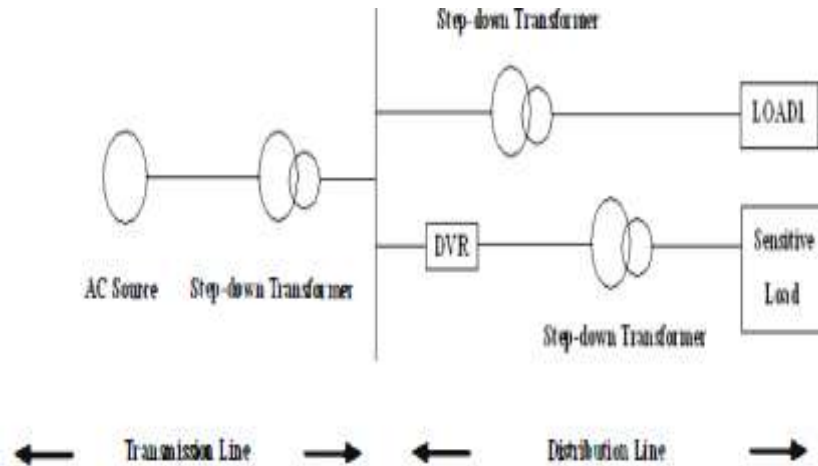 Step-down Transformer
LOAD1
DVR
Sensitive
Load
AC Source
Step-down Transformer
Step-down Transformer
Transmission Line
Distribution Line